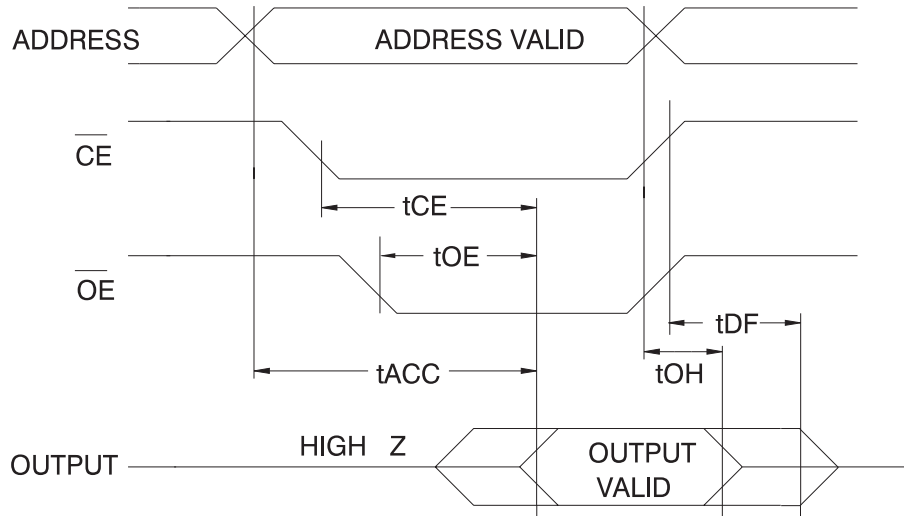 ADDRESS
ADDRESS VALID
CE
tCE
tOE
OE
tDF
tACC
tOH
HIGH Z
OUTPUT
OUTPUT
VALID